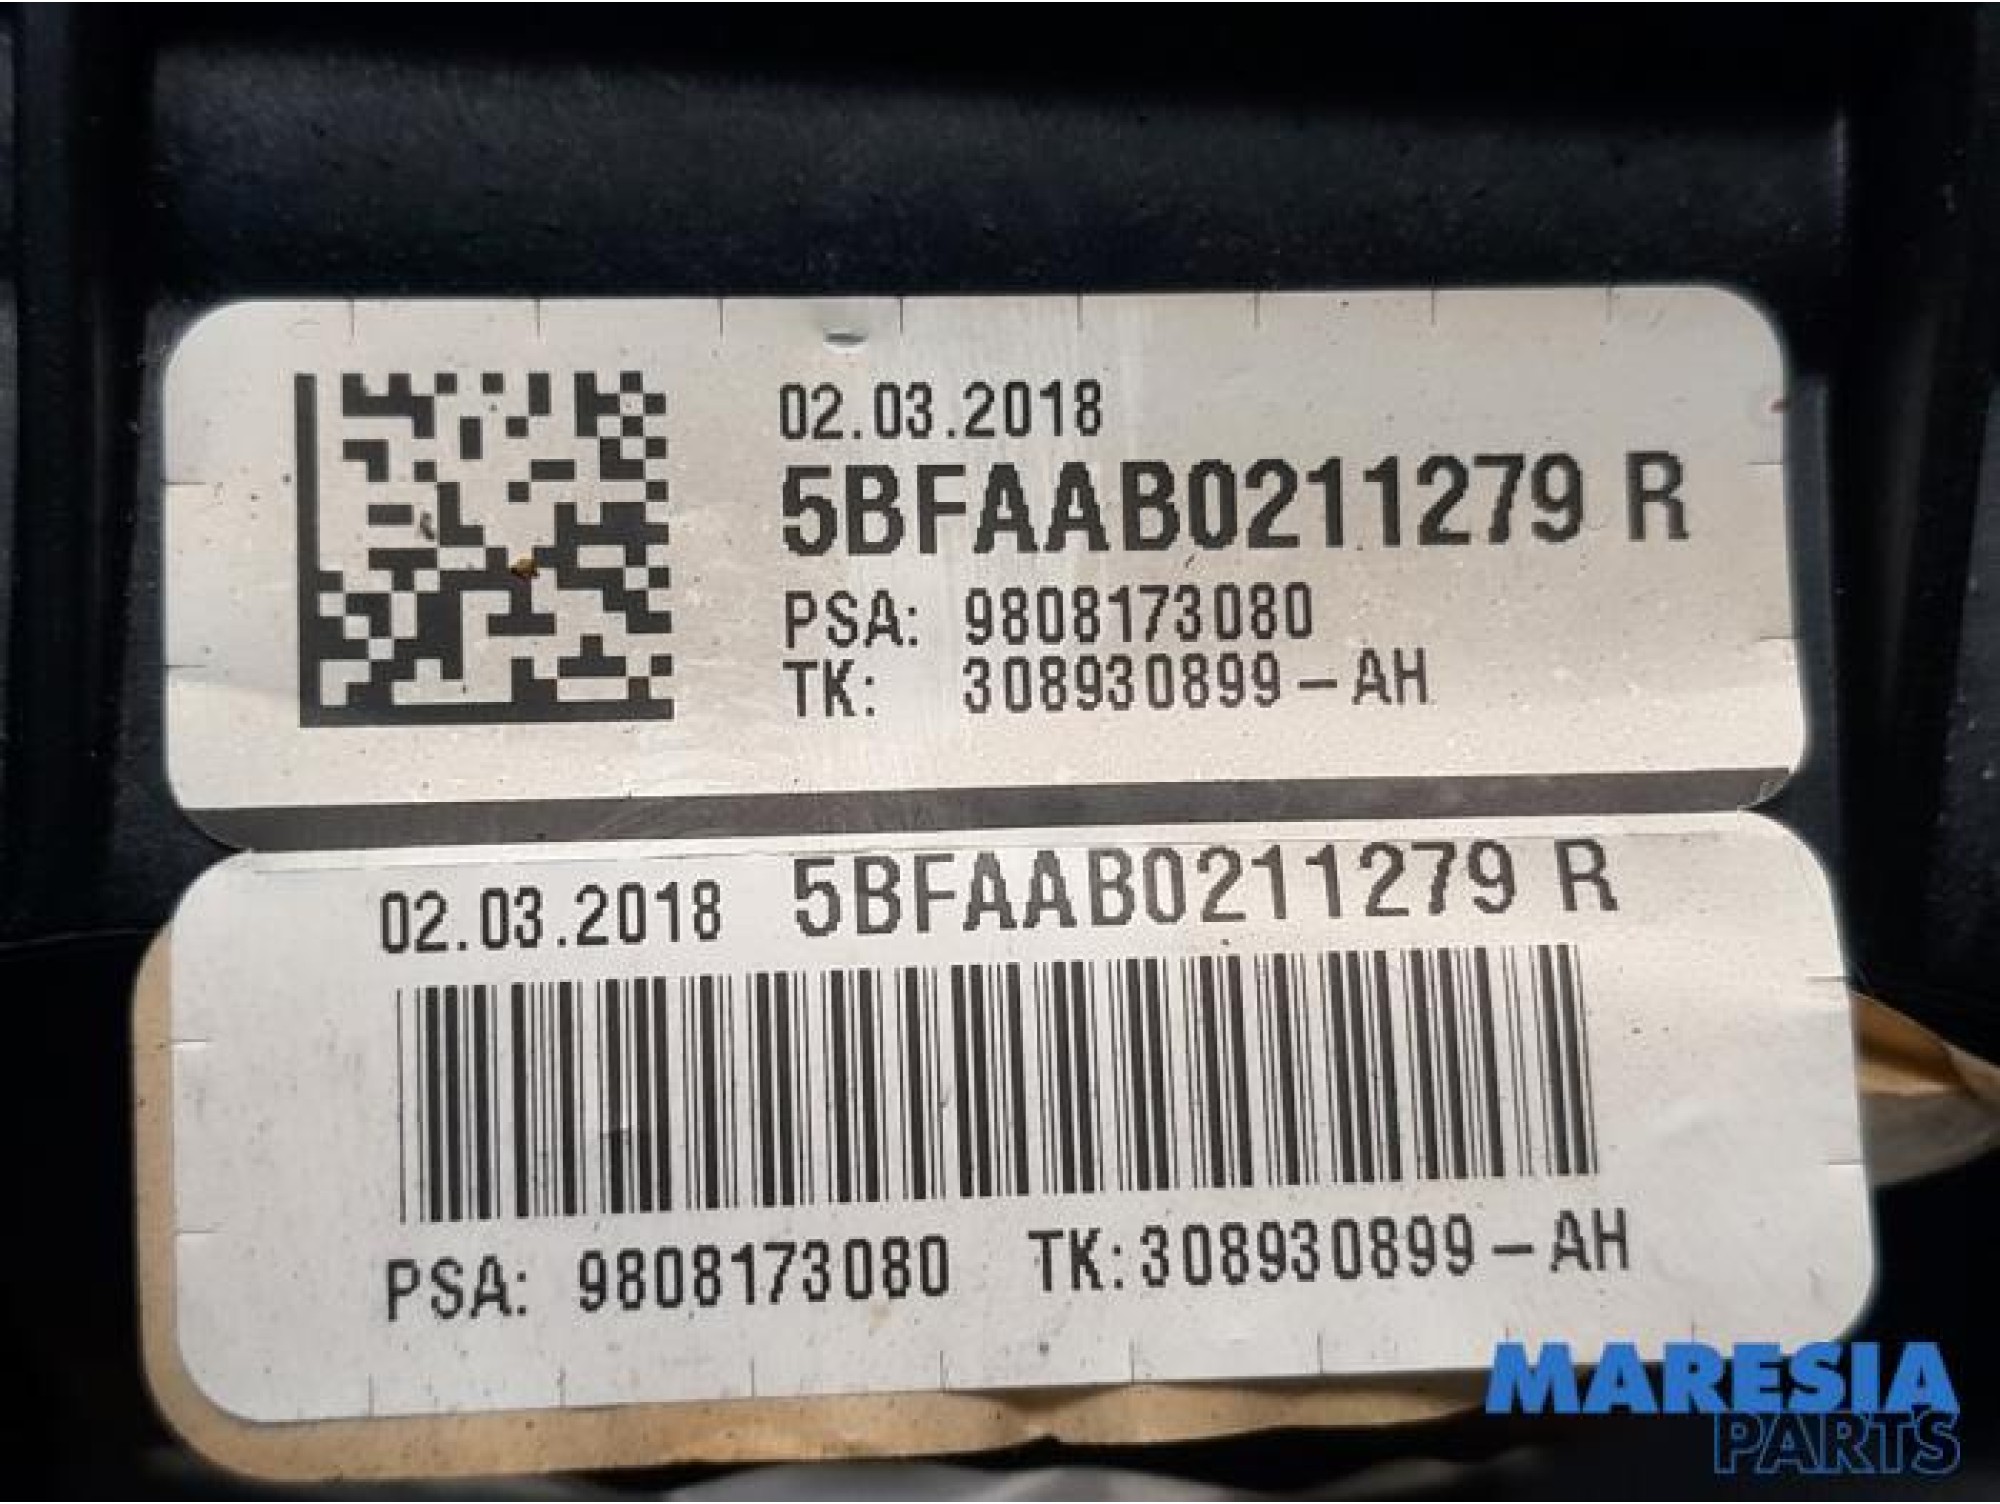 02.03.2018
5BFAAB0211279 R
PSA: 9808173080
TK: 308930899-AH
02.03.2018 5BFAAB0211279 R
PSA: 9808173080 TK:308930899-AH
MARESIA
PARTS